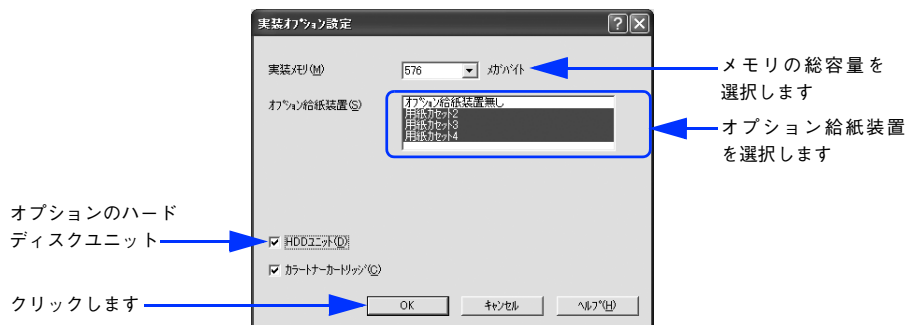 実装ｵﾌﾟｼｮﾝ設定
実装ﾒﾓﾘ(M)
576
ﾒｶﾞﾊﾞｲﾄ
メモリの総容量を
選択します
ｵﾌﾟｼｮﾝ給紙装置(S)
ｵﾌﾟｼｮﾝ給紙装置無し
用紙ｶｾｯﾄ2
用紙ｶｾｯﾄ3
用紙ｶｾｯﾄ4
オプション給紙装置
を選択します
オプションのハード
ディスクユニット
HDDﾕﾆｯﾄ(D)
ｶﾗｰﾄﾅｰｶｰﾄﾘｯｼﾞ(C)
クリックします
OK
ｷｬﾝｾﾙ
ﾍﾙﾌﾟ(H)